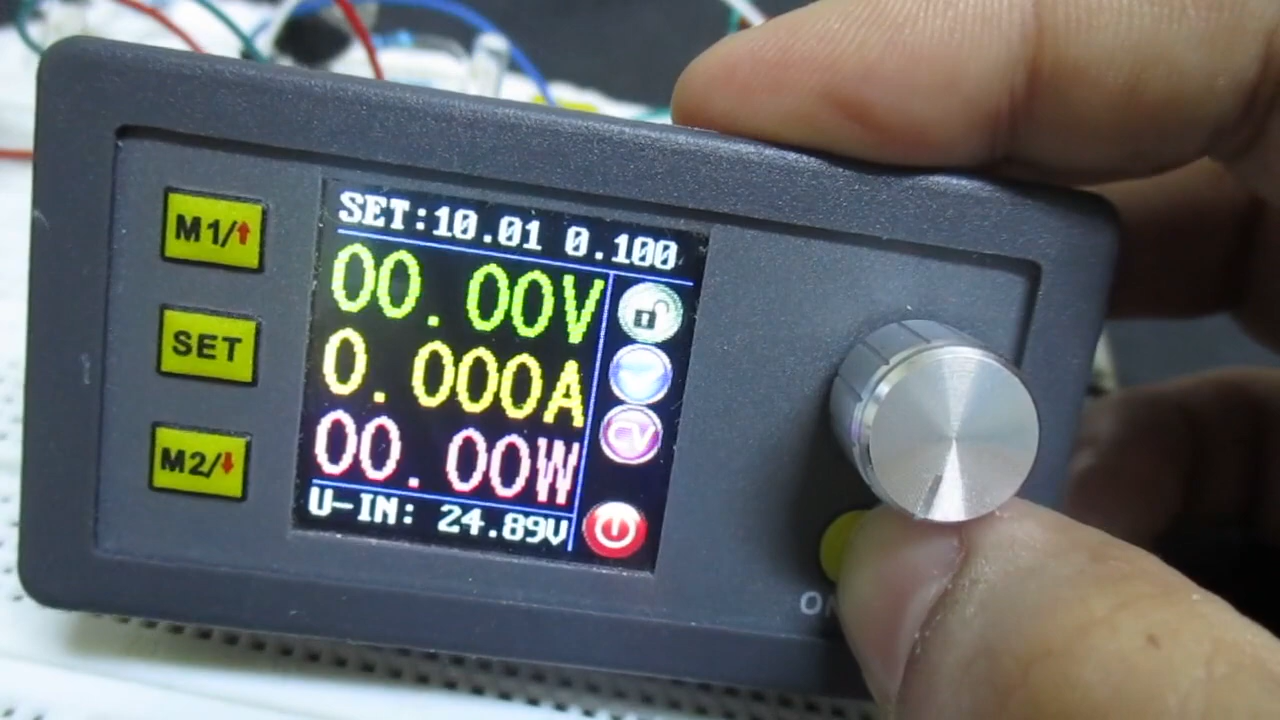 M1/↑
SET
M2/↓
SET:10.01 0.100
00.00V
0.000A
00.00W
CV
U-IN: 24.89V